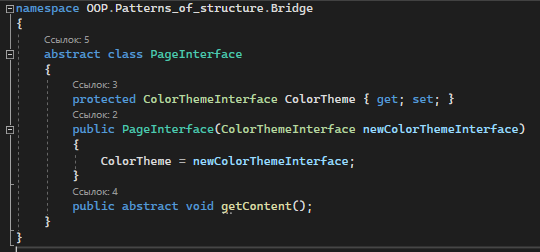 namespace OOP.Patterns_of_structure.Bridge
{
Ссылок: 5
abstract class PageInterface
{
Ссылок: 3
protected ColorThemeInterface ColorTheme { get; set; }
Ссылок: 2
public PageInterface(ColorThemeInterface newColorThemeInterface)
{
ColorTheme = newColorThemeInterface;
}
Ссылок: 4
public abstract void getContent();
}
}